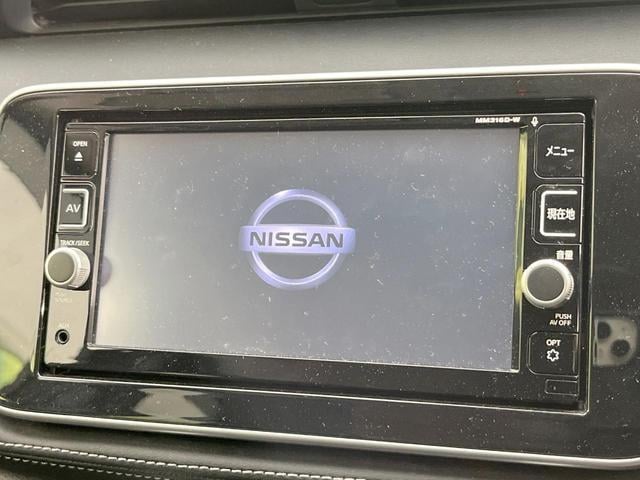 MM316D-W
OPEN
メニュー
AV
現在地
TRACK/SEEK
NISSAN
音量
PUSH
AV OFF
AUX
OPT